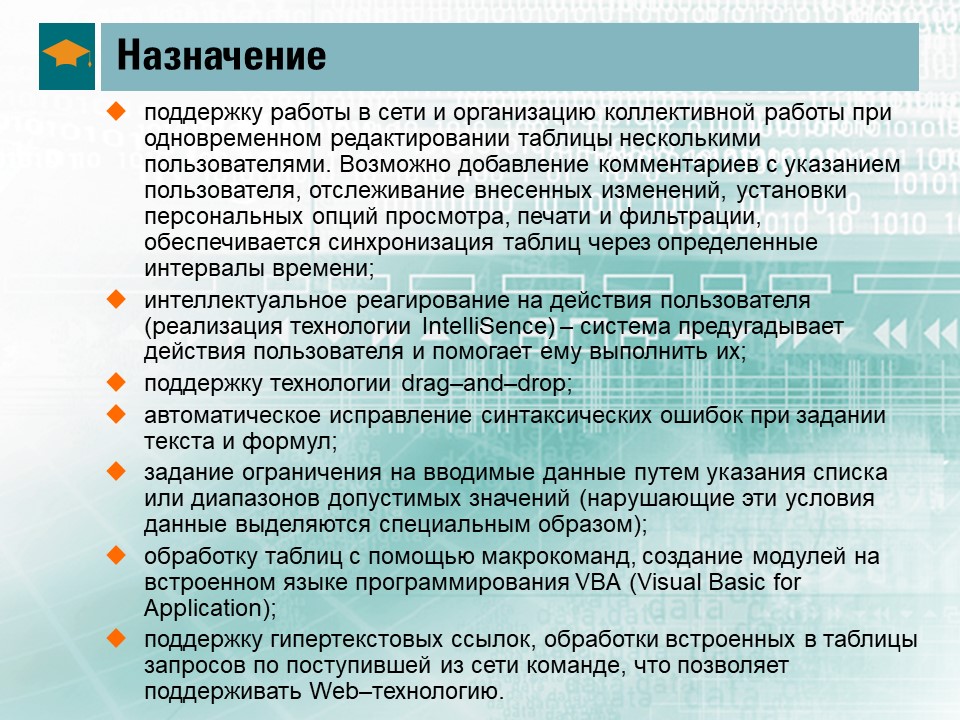 Назначение
поддержку работы в сети и организацию коллективной работы при
одновременном редактировании таблицы несколькими
пользователями. Возможно добавление комментариев с указанием
пользователя, отслеживание внесенных изменений, установки
персональных опций просмотра, печати и фильтрации,
обеспечивается синхронизация таблиц через определенные
интервалы времени;
интеллектуальное реагирование на действия пользователя
(реализация технологии IntelliSence) – система предугадывает
действия пользователя и помогает ему выполнить их;
поддержку технологии drag–and–drop;
автоматическое исправление синтаксических ошибок при задании
текста и формул;
задание ограничения на вводимые данные путем указания списка
или диапазонов допустимых значений (нарушающие эти условия
данные выделяются специальным образом);
обработку таблиц с помощью макрокоманд, создание модулей на
встроенном языке программирования VBA (Visual Basic for
Application);
поддержку гипертекстовых ссылок, обработки встроенных в таблицы
запросов по поступившей из сети команде, что позволяет
поддерживать Web–технологию.